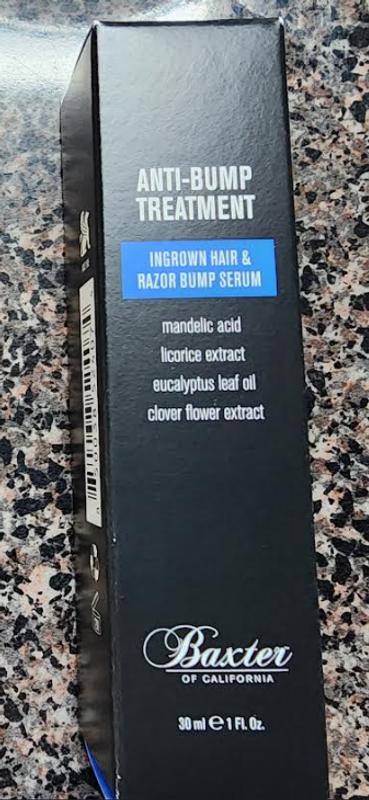 ANTI-BUMP
TREATMENT
INGROWN HAIR &
RAZOR BUMP SERUM
mandelic acid
licorice extract
eucalyptus leaf oil
clover flower extract
Baxter
OF CALIFORNIA
30 ml ℮ 1 Fl. Oz.